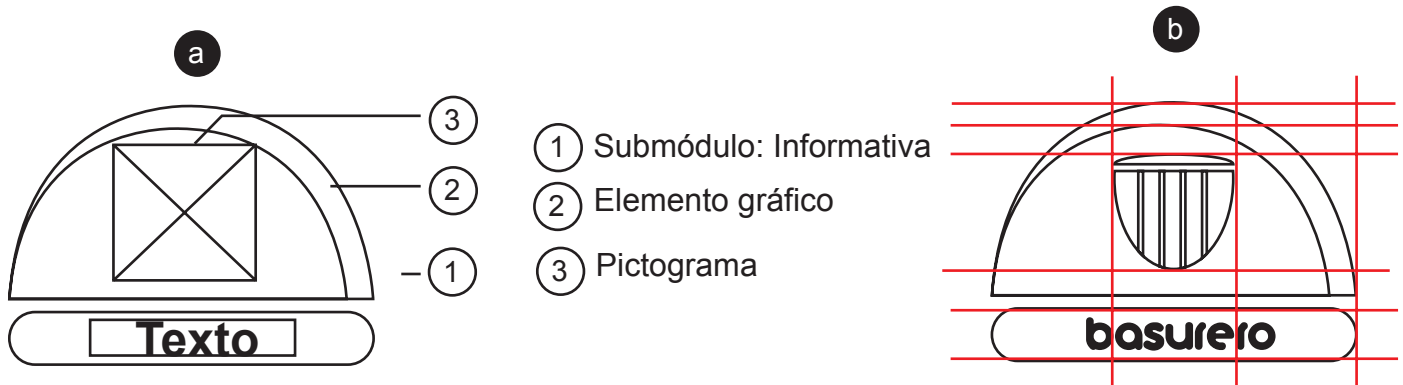 a
3
2
1
Texto
1 Submódulo: Informativa
2 Elemento gráfico
3 Pictograma
b
basurero